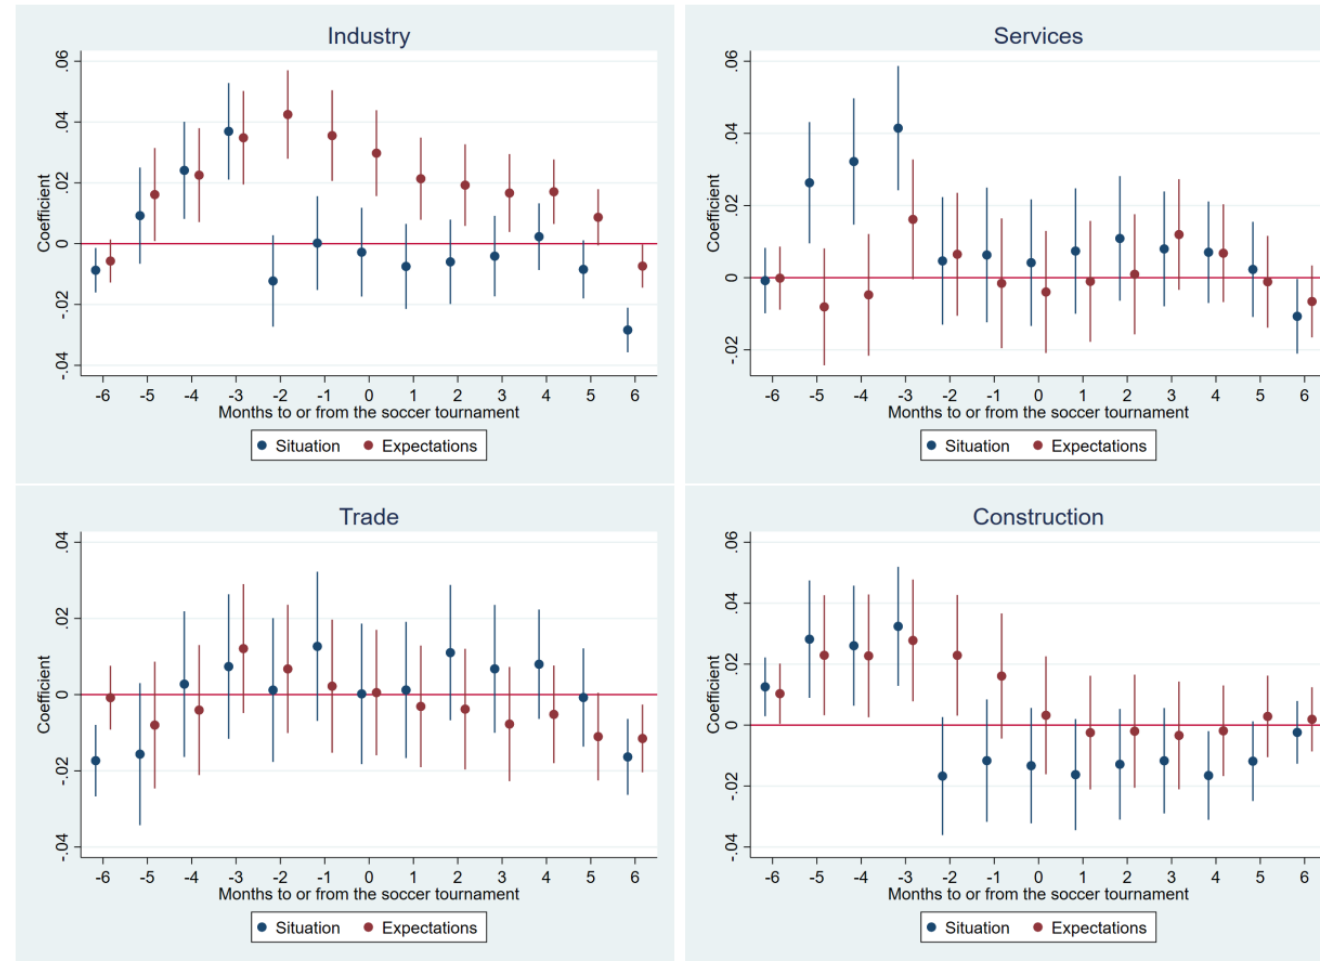 Industry
.06
.04
.02
0
-.02
-.04
Coefficient
-6 -5 -4 -3 -2 -1 0 1 2 3 4 5 6
Months to or from the soccer tournament
Situation Expectations
Services
.06
.04
.02
0
-.02
Coefficient
-6 -5 -4 -3 -2 -1 0 1 2 3 4 5 6
Months to or from the soccer tournament
Situation Expectations
Trade
.04
.02
0
-.02
-.04
Coefficient
-6 -5 -4 -3 -2 -1 0 1 2 3 4 5 6
Months to or from the soccer tournament
Situation Expectations
Construction
.06
.04
.02
0
-.02
-.04
Coefficient
-6 -5 -4 -3 -2 -1 0 1 2 3 4 5 6
Months to or from the soccer tournament
Situation Expectations